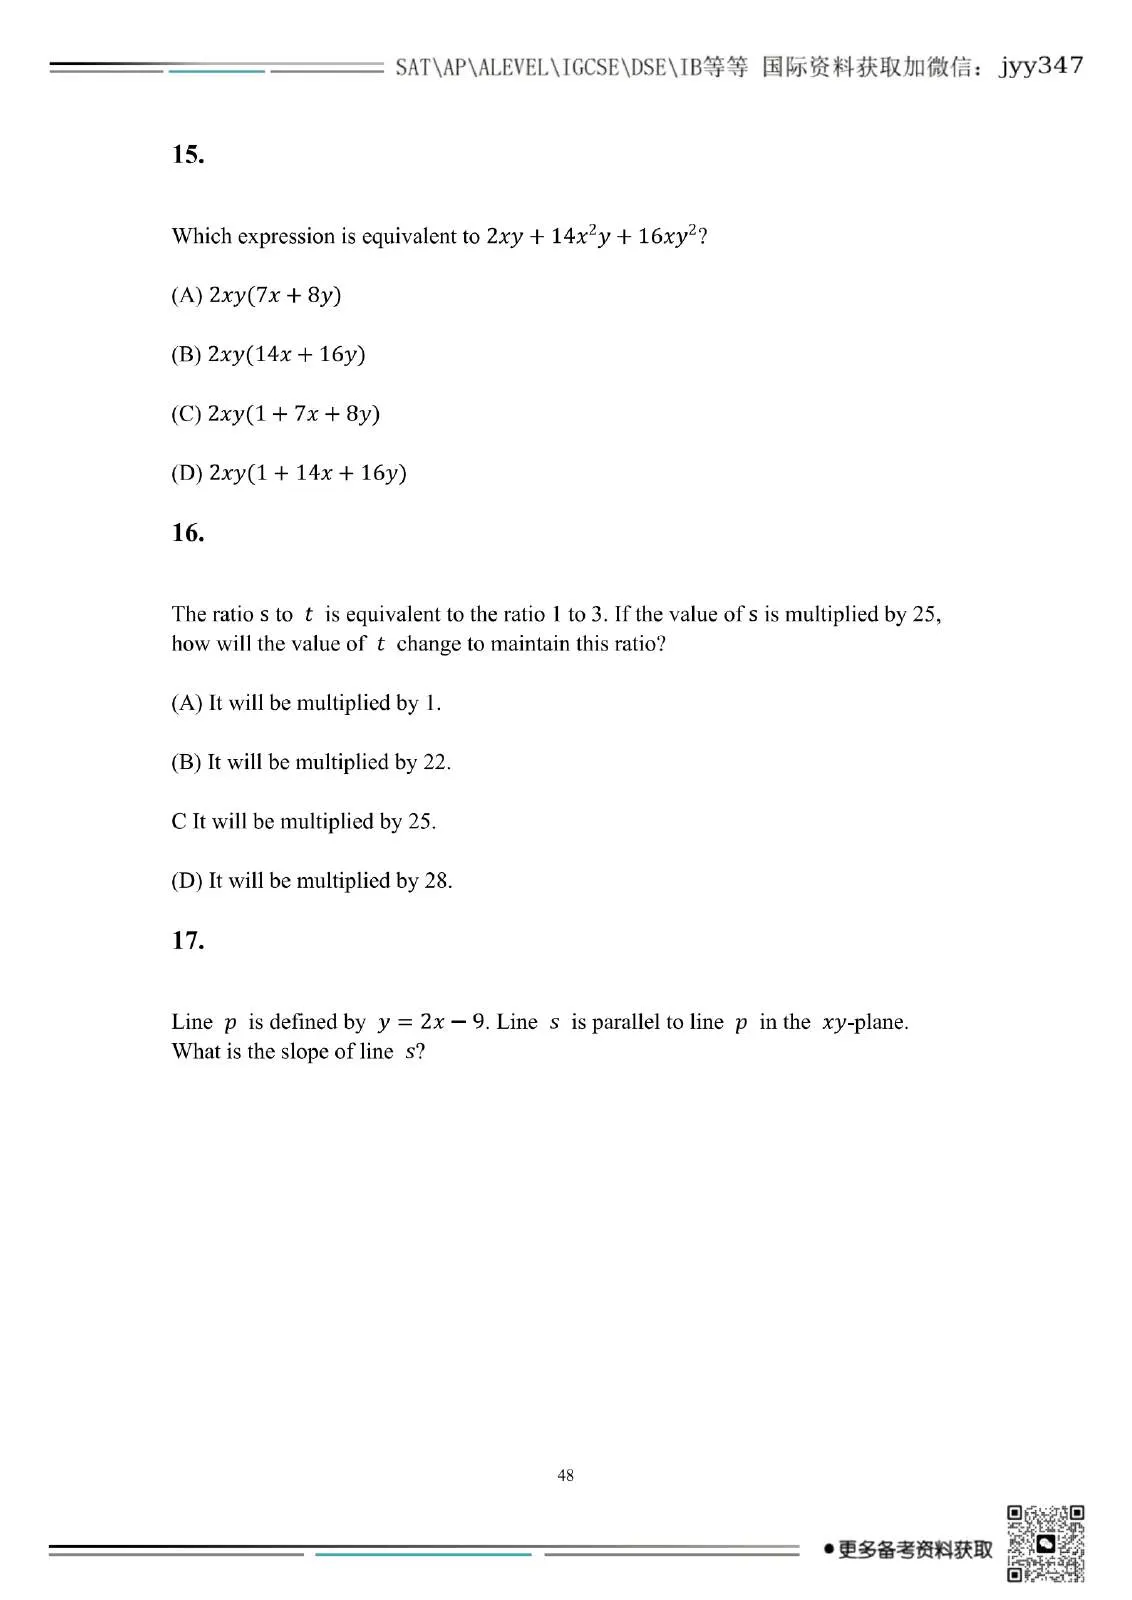 SAT\AP\ALEVEL\IGCSE\DSE\IB等等 国际资料获取加微信：jyy347
15.
Which expression is equivalent to 2xy + 14x²y + 16xy²?
(A) 2xy(7x + 8y)
(B) 2xy(14x + 16y)
(C) 2xy(1 + 7x + 8y)
(D) 2xy(1 + 14x + 16y)
16.
The ratio s to t is equivalent to the ratio 1 to 3. If the value of s is multiplied by 25,
how will the value of t change to maintain this ratio?
(A) It will be multiplied by 1.
(B) It will be multiplied by 22.
C It will be multiplied by 25.
(D) It will be multiplied by 28.
17.
Line p is defined by y = 2x − 9. Line s is parallel to line p in the xy-plane.
What is the slope of line s?
48
●更多备考资料获取